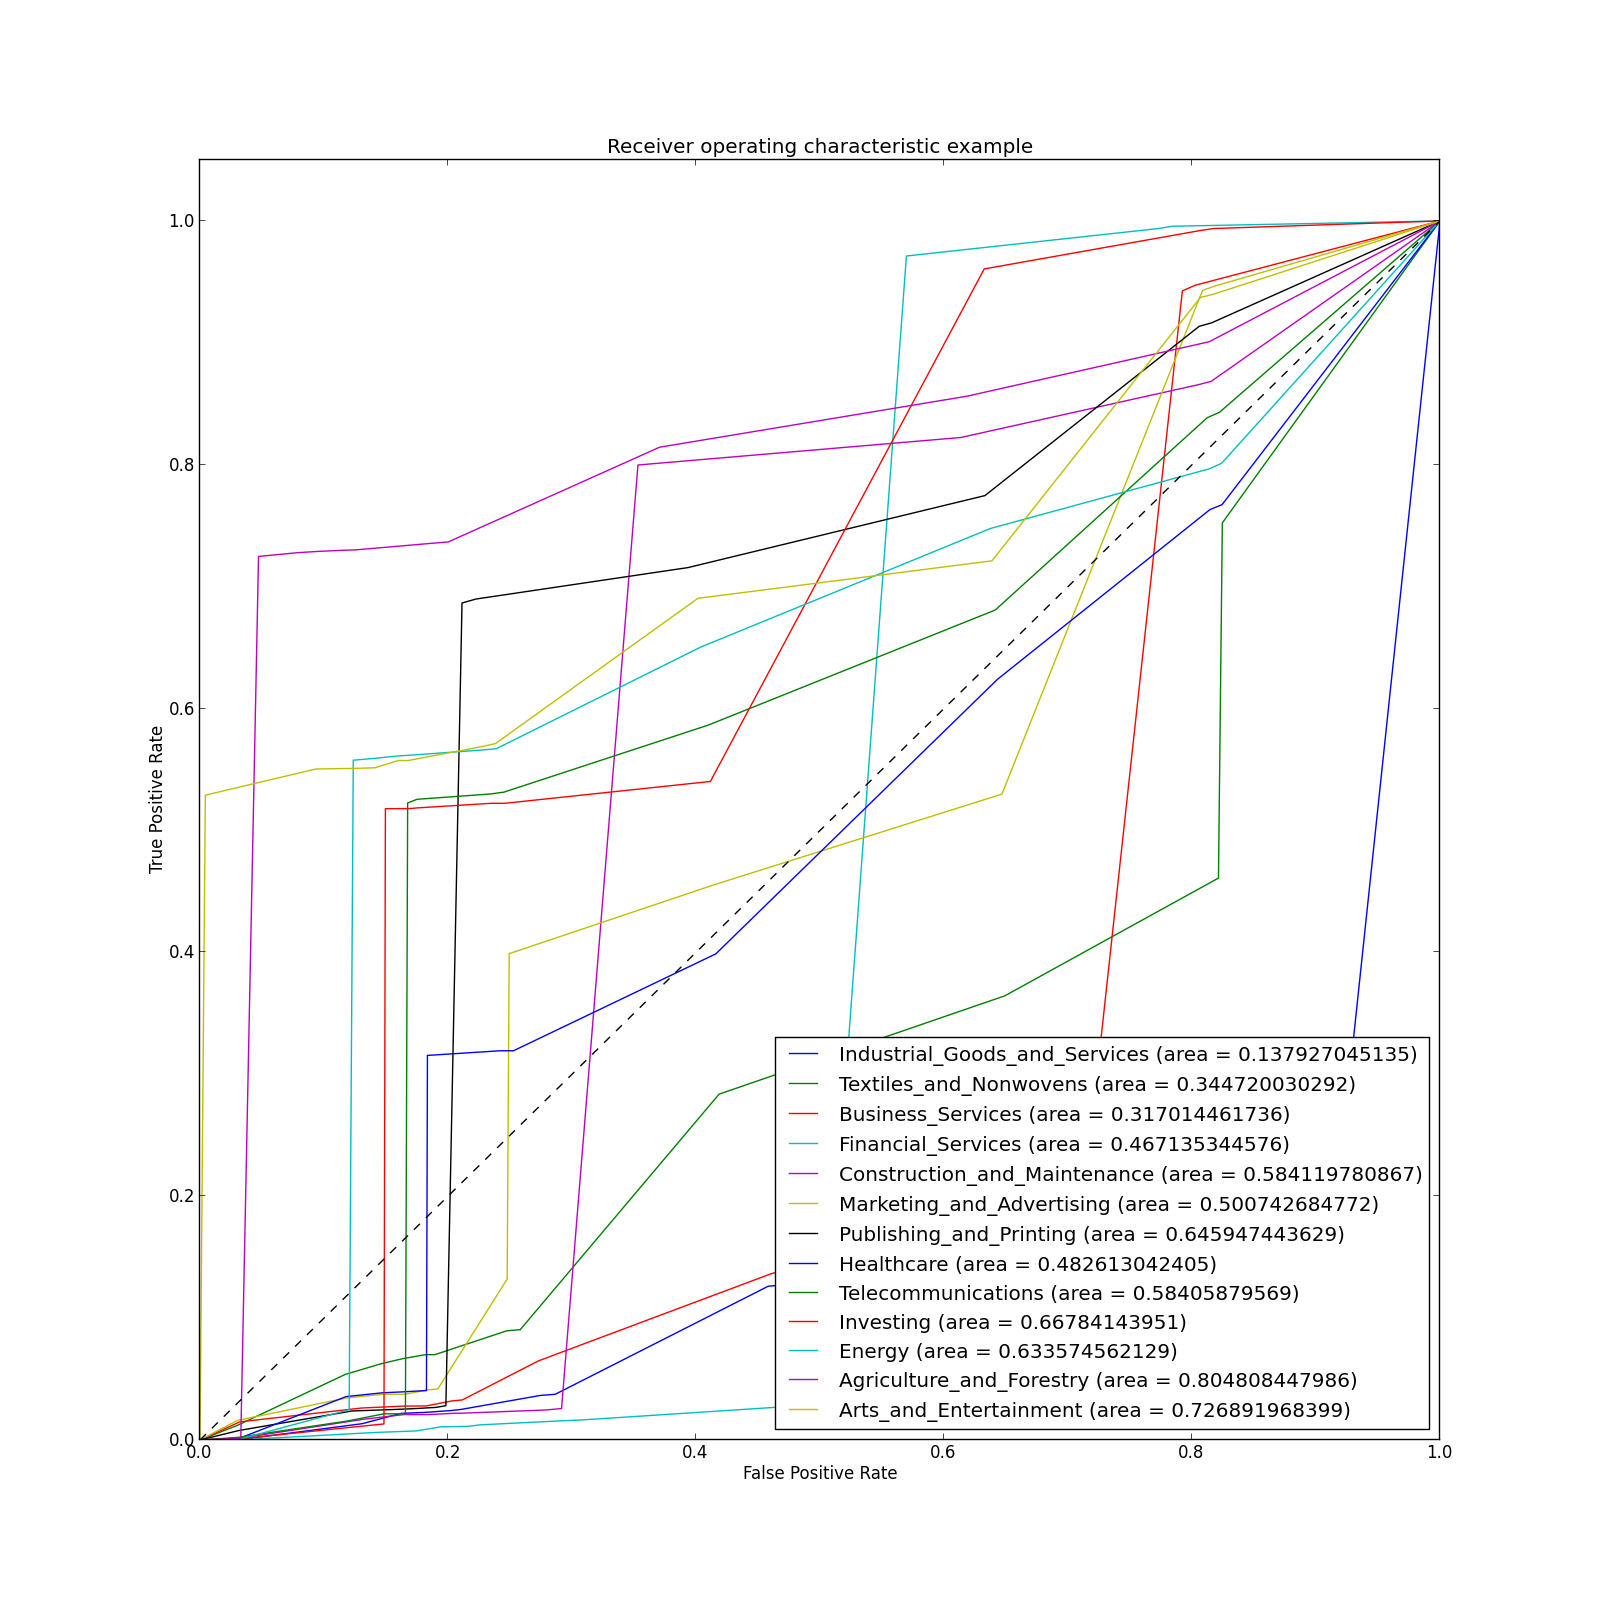 Receiver operating characteristic example
1.0
0.8
0.6
0.4
0.2
0.0
True Positive Rate
Industrial_Goods_and_Services (area = 0.137927045135)
Textiles_and_Nonwovens (area = 0.344720030292)
Business_Services (area = 0.317014461736)
Financial_Services (area = 0.467135344576)
Construction_and_Maintenance (area = 0.584119780867)
Marketing_and_Advertising (area = 0.500742684772)
Publishing_and_Printing (area = 0.645947443629)
Healthcare (area = 0.482613042405)
Telecommunications (area = 0.58405879569)
Investing (area = 0.66784143951)
Energy (area = 0.633574562129)
Agriculture_and_Forestry (area = 0.804808447986)
Arts_and_Entertainment (area = 0.726891968399)
0.0 0.2 0.4 0.6 0.8 1.0
False Positive Rate